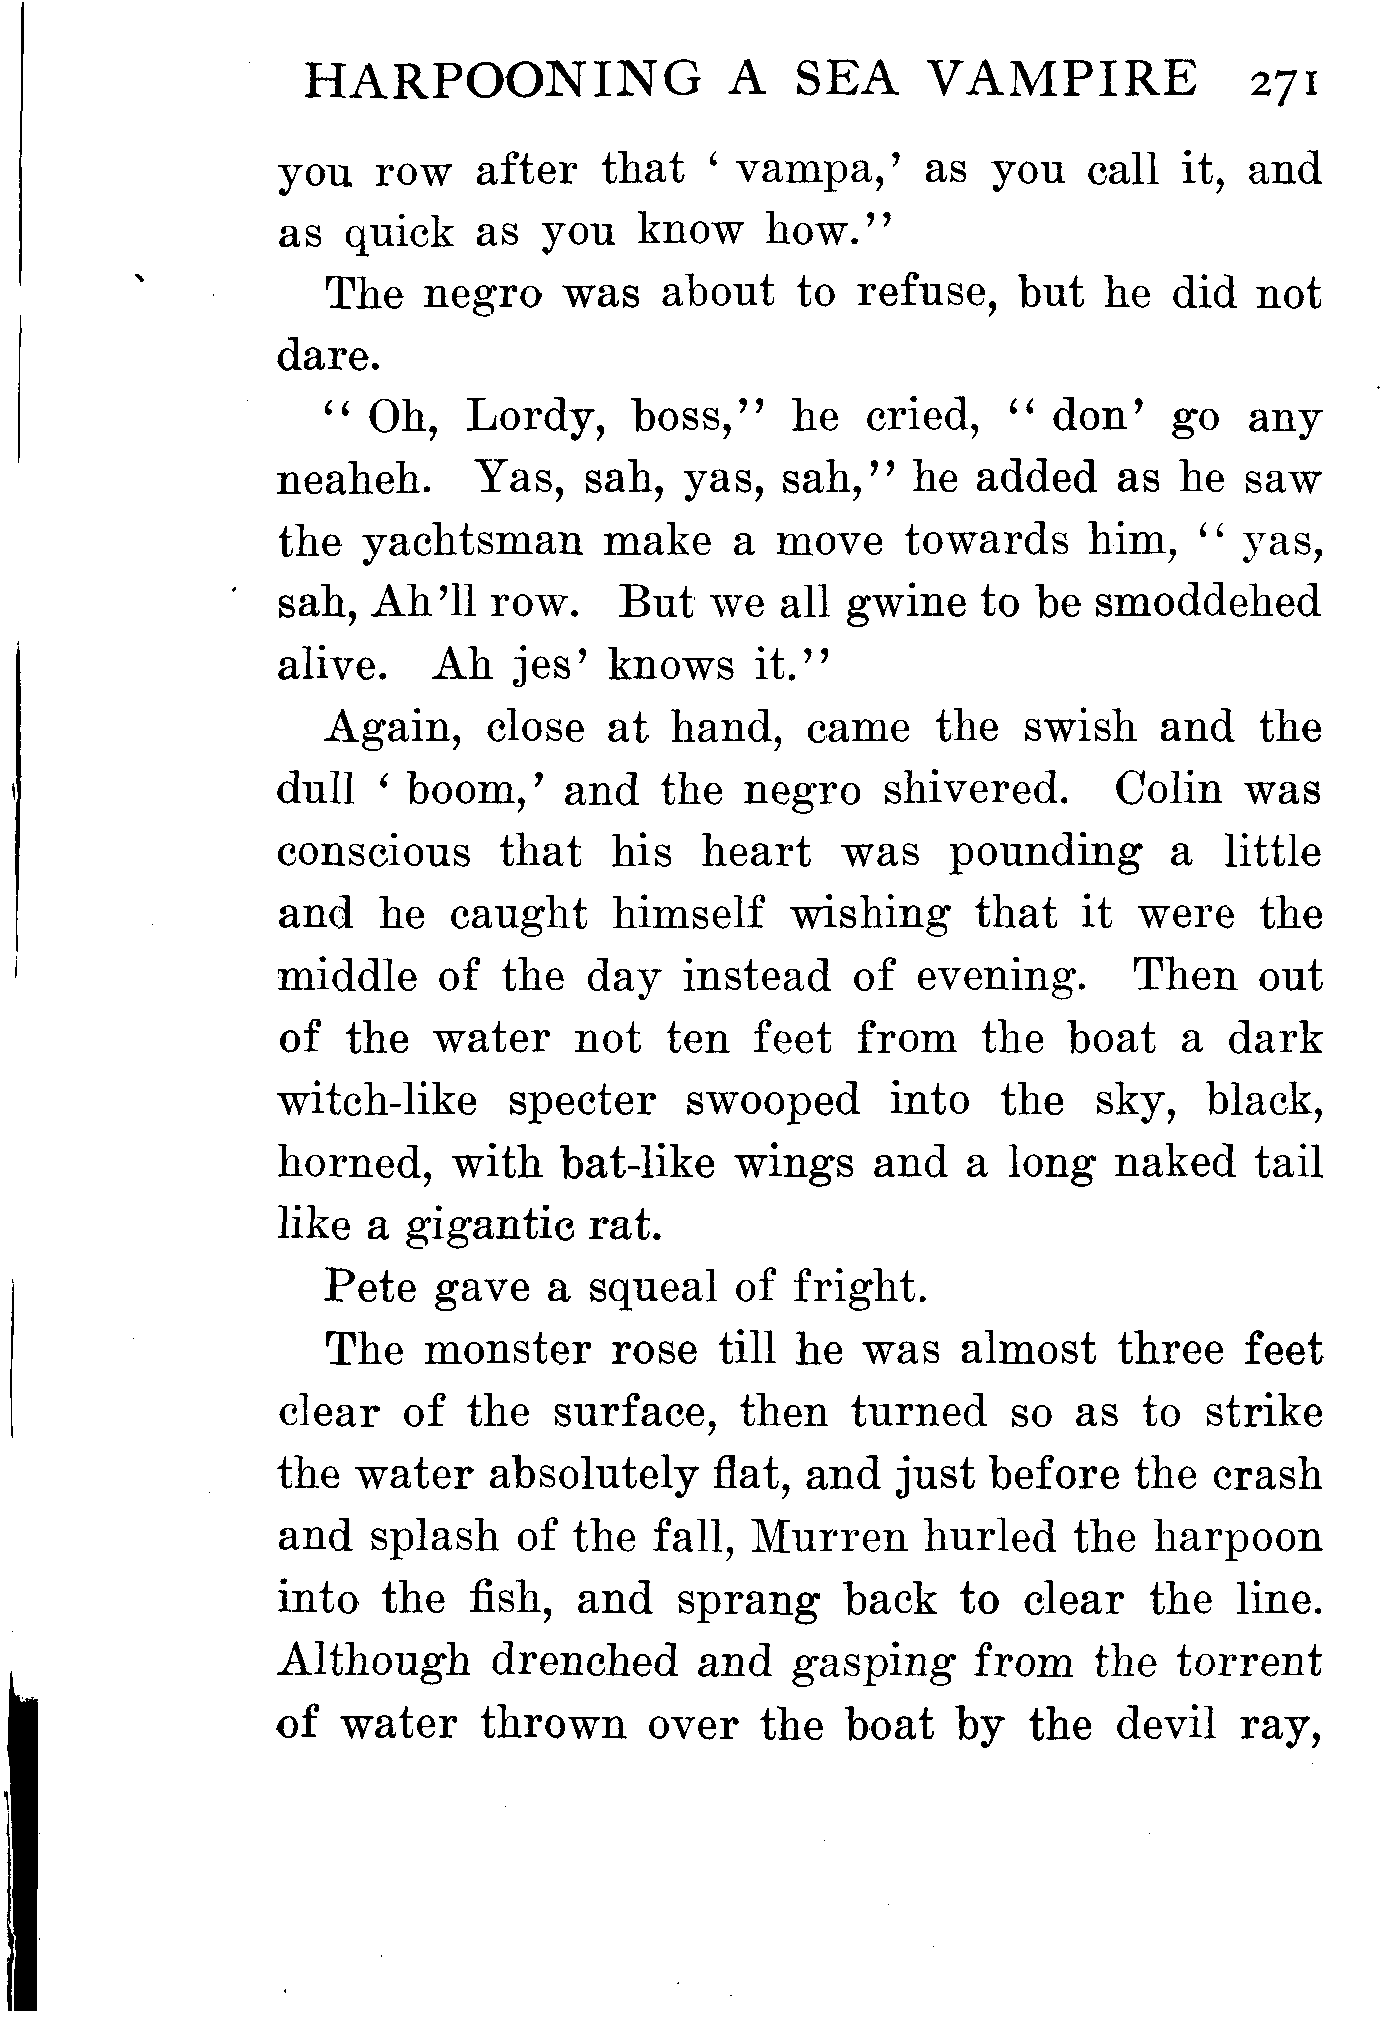 HARPOONING A SEA VAMPIRE 271
you row after that ‘ vampa,’ as you call it, and
as quick as you know how.’’
The negro was about to refuse, but he did not
dare.
‘‘ Oh, Lordy, boss,’’ he cried, ‘‘ don’ go any
neaheh. Yas, sah, yas, sah,’’ he added as he saw
the yachtsman make a move towards him, ‘‘ yas,
sah, Ah’ll row. But we all gwine to be smoddehed
alive. Ah jes’ knows it.’’
Again, close at hand, came the swish and the
dull ‘ boom,’ and the negro shivered. Colin was
conscious that his heart was pounding a little
and he caught himself wishing that it were the
middle of the day instead of evening. Then out
of the water not ten feet from the boat a dark
witch-like specter swooped into the sky, black,
horned, with bat-like wings and a long naked tail
like a gigantic rat.
Pete gave a squeal of fright.
The monster rose till he was almost three feet
clear of the surface, then turned so as to strike
the water absolutely flat, and just before the crash
and splash of the fall, Murren hurled the harpoon
into the fish, and sprang back to clear the line.
Although drenched and gasping from the torrent
of water thrown over the boat by the devil ray,